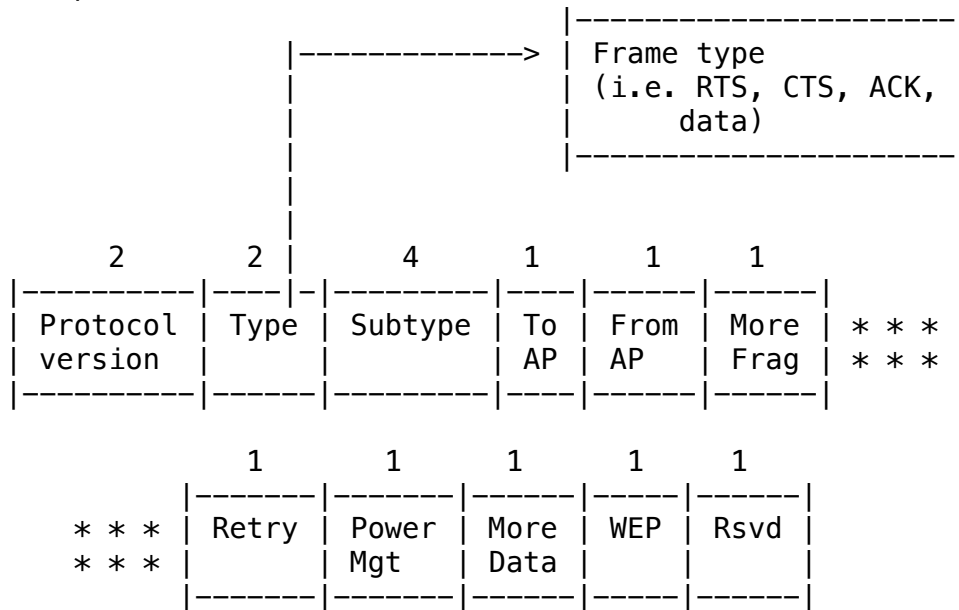 Frame type
(i.e. RTS, CTS, ACK,
data)
2 2 4 1 1 1
Protocol Type Subtype To From More * * *
version AP AP Frag * * *
1 1 1 1 1
* * * Retry Power More WEP Rsvd
* * * Mgt Data